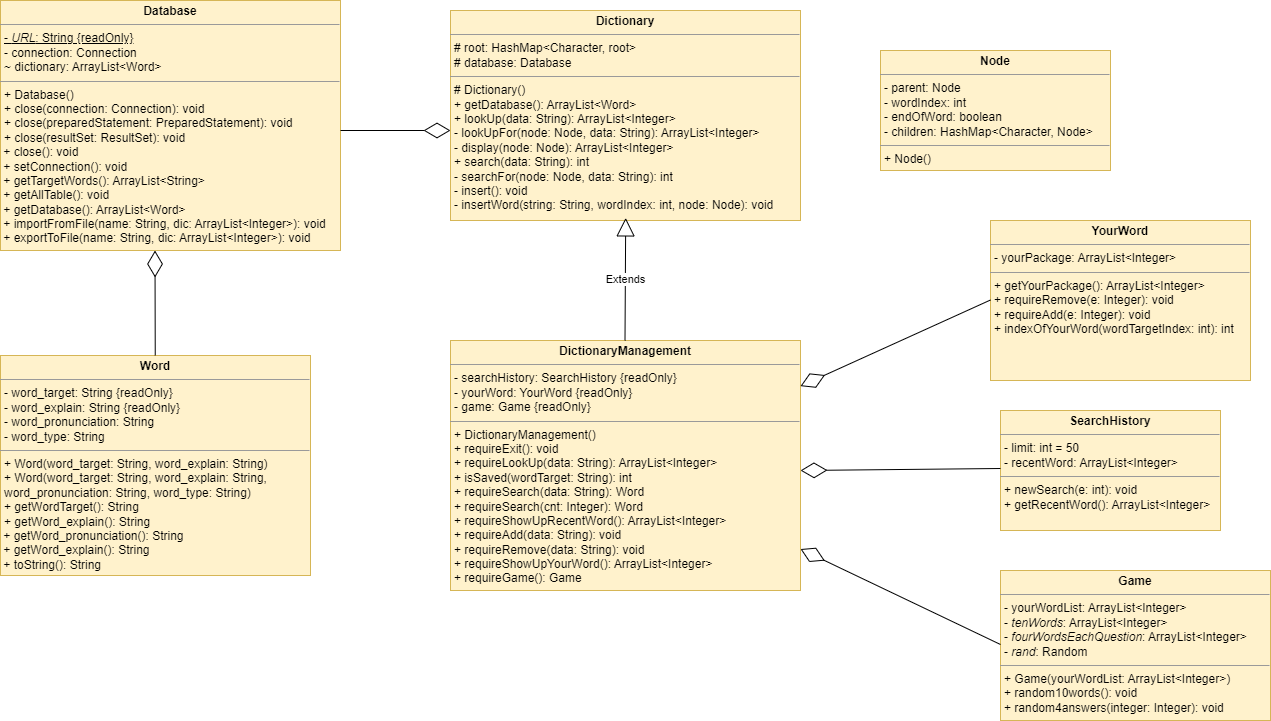 Database
- URL: String {readOnly}
- connection: Connection
~ dictionary: ArrayList<Word>
+ Database()
+ close(connection: Connection): void
+ close(preparedStatement: PreparedStatement): void
+ close(resultSet: ResultSet): void
+ close(): void
+ setConnection(): void
+ getTargetWords(): ArrayList<String>
+ getAllTable(): void
+ getDatabase(): ArrayList<Word>
+ importFromFile(name: String, dic: ArrayList<Integer>): void
+ exportToFile(name: String, dic: ArrayList<Integer>): void
Dictionary
# root: HashMap<Character, root>
# database: Database
# Dictionary()
+ getDatabase(): ArrayList<Word>
+ lookUp(data: String): ArrayList<Integer>
- lookUpFor(node: Node, data: String): ArrayList<Integer>
- display(node: Node): ArrayList<Integer>
+ search(data: String): int
- searchFor(node: Node, data: String): int
- insert(): void
- insertWord(string: String, wordIndex: int, node: Node): void
Node
- parent: Node
- wordIndex: int
- endOfWord: boolean
- children: HashMap<Character, Node>
+ Node()
YourWord
- yourPackage: ArrayList<Integer>
+ getYourPackage(): ArrayList<Integer>
+ requireRemove(e: Integer): void
+ requireAdd(e: Integer): void
+ indexOfYourWord(wordTargetIndex: int): int
Extends
Word
- word_target: String {readOnly}
- word_explain: String {readOnly}
- word_pronunciation: String
- word_type: String
+ Word(word_target: String, word_explain: String)
+ Word(word_target: String, word_explain: String,
word_pronunciation: String, word_type: String)
+ getWordTarget(): String
+ getWord_explain(): String
+ getWord_pronunciation(): String
+ getWord_explain(): String
+ toString(): String
DictionaryManagement
- searchHistory: SearchHistory {readOnly}
- yourWord: YourWord {readOnly}
- game: Game {readOnly}
+ DictionaryManagement()
+ requireExit(): void
+ requireLookUp(data: String): ArrayList<Integer>
+ isSaved(wordTarget: String): int
+ requireSearch(data: String): Word
+ requireSearch(cnt: Integer): Word
+ requireShowUpRecentWord(): ArrayList<Integer>
+ requireAdd(data: String): void
+ requireRemove(data: String): void
+ requireShowUpYourWord(): ArrayList<Integer>
+ requireGame(): Game
SearchHistory
- limit: int = 50
- recentWord: ArrayList<Integer>
+ newSearch(e: int): void
+ getRecentWord(): ArrayList<Integer>
Game
- yourWordList: ArrayList<Integer>
- tenWords: ArrayList<Integer>
- fourWordsEachQuestion: ArrayList<Integer>
- rand: Random
+ Game(yourWordList: ArrayList<Integer>)
+ random10words(): void
+ random4answers(integer: Integer): void